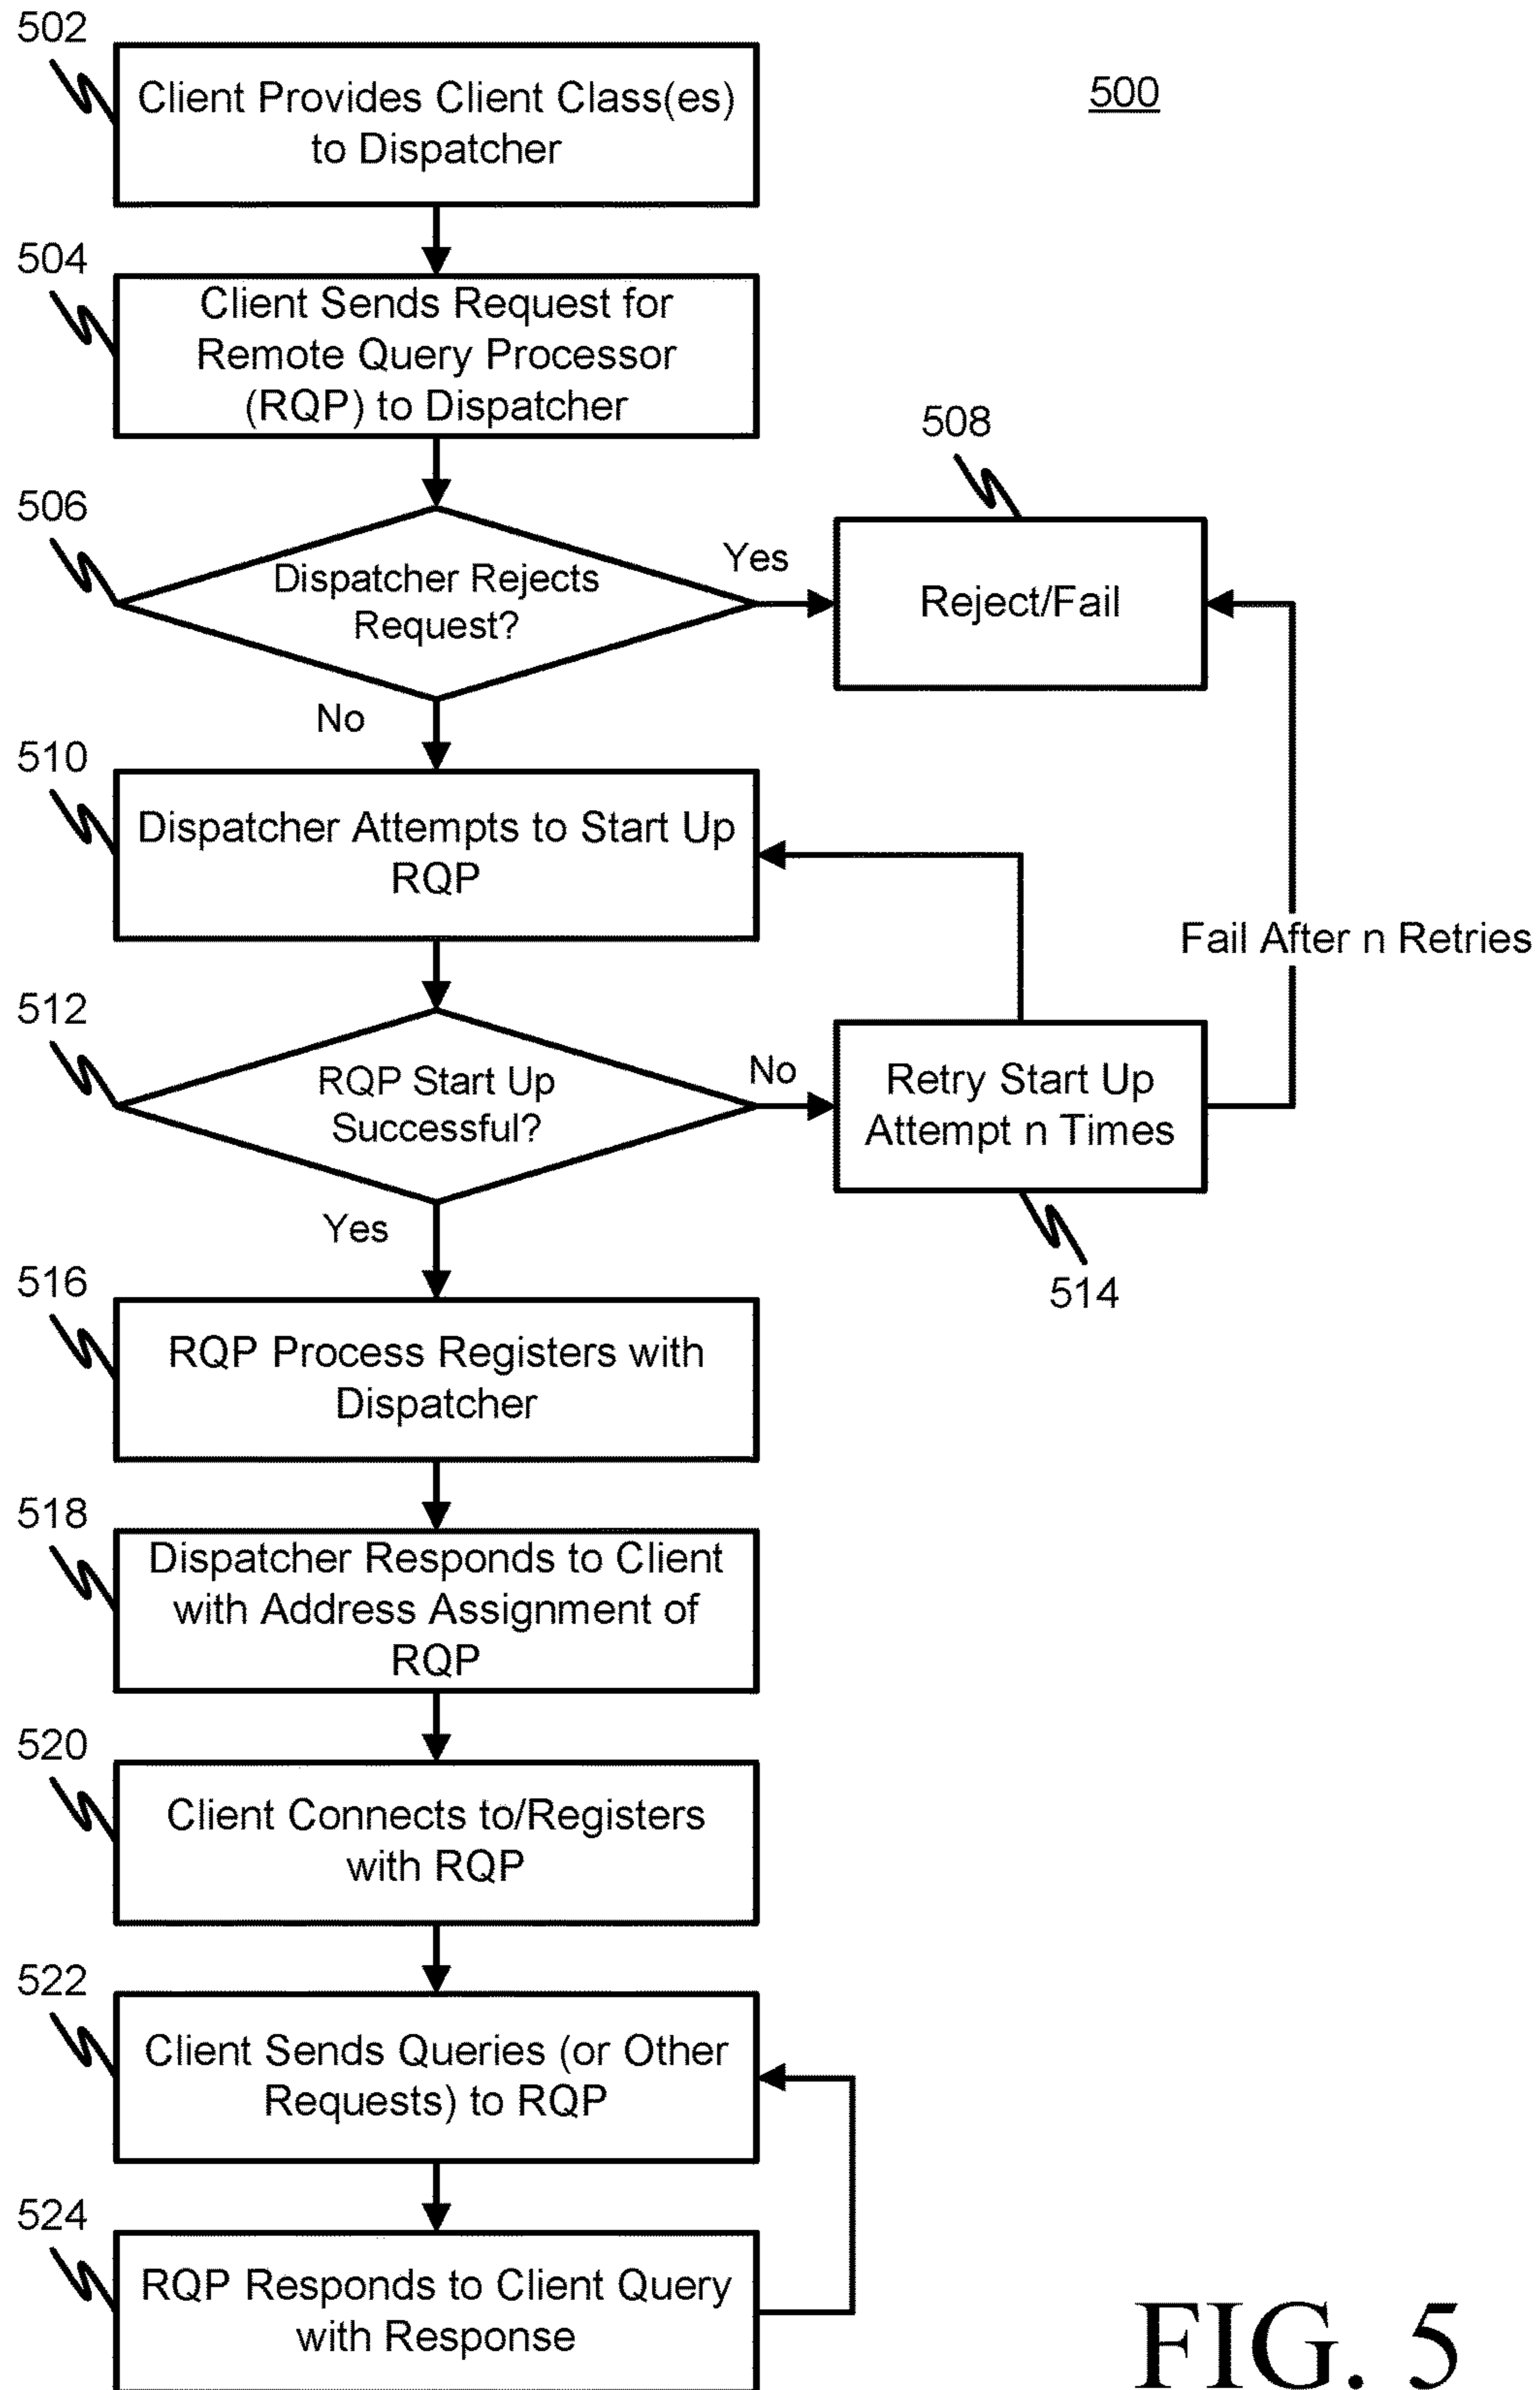 502
Client Provides Client Class(es)
to Dispatcher
500
504
Client Sends Request for
Remote Query Processor
(RQP) to Dispatcher
506
Dispatcher Rejects
Request?
Yes
508
Reject/Fail
No
510
Dispatcher Attempts to Start Up
RQP
Fail After n Retries
512
RQP Start Up
Successful?
No
Retry Start Up
Attempt n Times
514
Yes
516
RQP Process Registers with
Dispatcher
518
Dispatcher Responds to Client
with Address Assignment of
RQP
520
Client Connects to/Registers
with RQP
522
Client Sends Queries (or Other
Requests) to RQP
524
RQP Responds to Client Query
with Response
FIG. 5